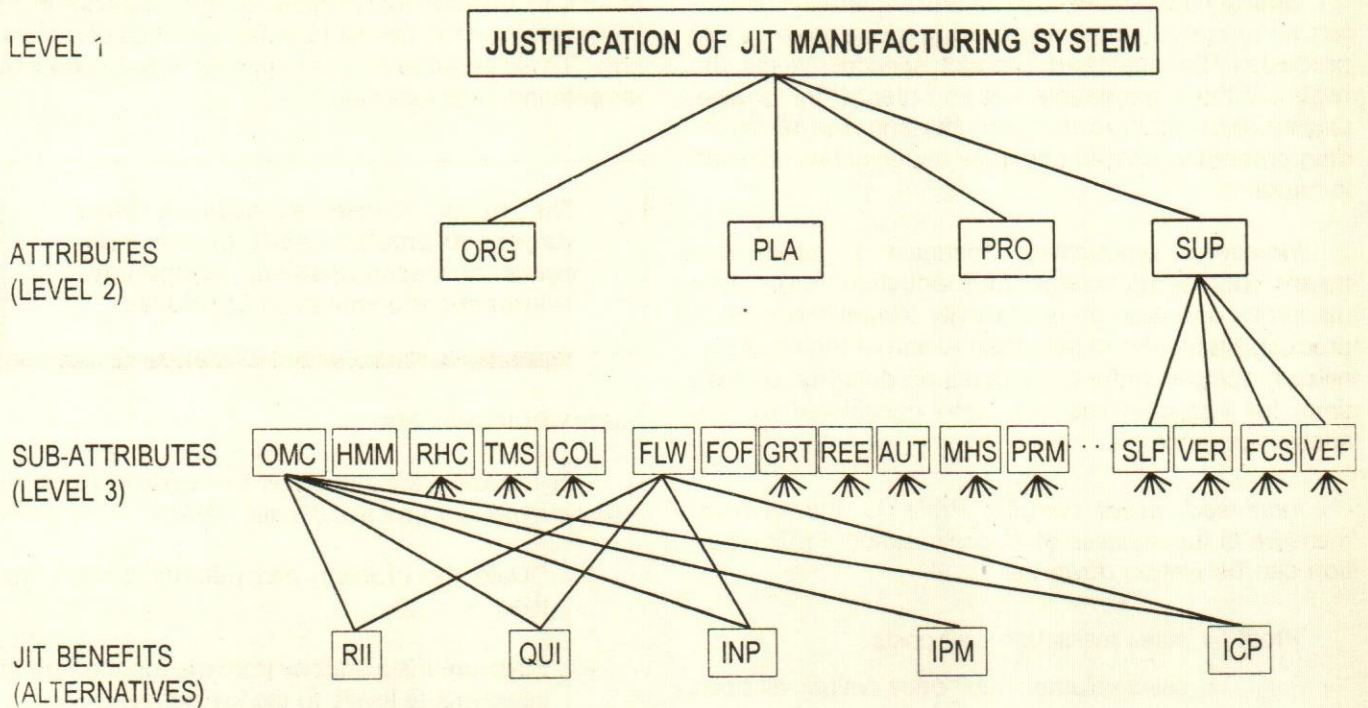 LEVEL 1
JUSTIFICATION OF JIT MANUFACTURING SYSTEM
ATTRIBUTES
(LEVEL 2)
ORG PLA PRO SUP
SUB-ATTRIBUTES
(LEVEL 3)
OMC HMM RHC TMS COL FLW FOF GRT REE AUT MHS PRM ..... SLF VER FCS VEF
JIT BENEFITS
(ALTERNATIVES)
RII QUI INP IPM ICP